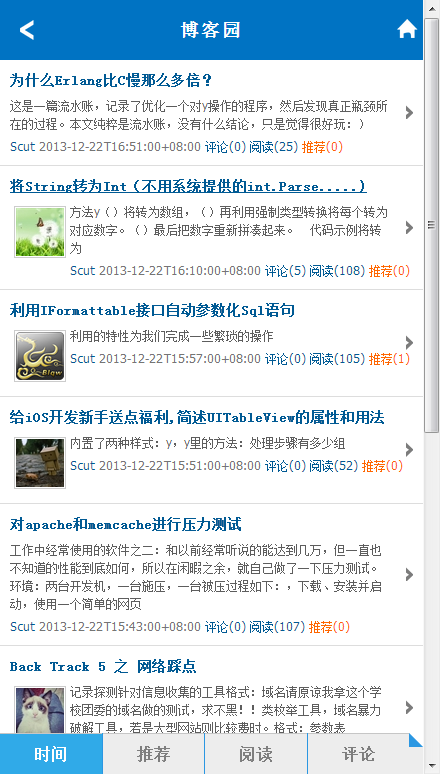 博客园
为什么Erlang比C慢那么多倍？
这是一篇流水账，记录了优化一个对y操作的程序，然后发现真正瓶颈所
在的过程。本文纯粹是流水账，没有什么结论，只是觉得很好玩：）
Scut 2013-12-22T16:51:00+08:00 评论(0) 阅读(25) 推荐(0)
将String转为Int（不用系统提供的int.Parse.....)
方法y（）将转为数组，（）再利用强制类型转换将每个转为
对应数字。（）最后把数字重新拼凑起来。 代码示例将转
为
Scut 2013-12-22T16:10:00+08:00 评论(5) 阅读(108) 推荐(0)
利用IFormattable接口自动参数化Sql语句
利用的特性为我们完成一些繁琐的操作
Scut 2013-12-22T15:57:00+08:00 评论(0) 阅读(105) 推荐(1)
给iOS开发新手送点福利,简述UITableView的属性和用法
内置了两种样式：y，y里的方法：处理步骤有多少组
Scut 2013-12-22T15:51:00+08:00 评论(0) 阅读(52) 推荐(0)
对apache和memcache进行压力测试
工作中经常使用的软件之二：和以前经常听说的能达到几万，但一直也
不知道的性能到底如何，所以在闲暇之余，就自己做了一下压力测试。
环境：两台开发机，一台施压，一台被压过程如下：，下载、安装并启
动，使用一个简单的网页
Scut 2013-12-22T15:43:00+08:00 评论(0) 阅读(107) 推荐(0)
Back Track 5 之 网络踩点
记录探测针对信息收集的工具格式：域名请原谅我拿这个学
校团委的域名做的测试，求不黑！！类枚举工具，域名暴力
破解工具，若是大型网站则比较费时。格式：参数表
时间 推荐 阅读 评论